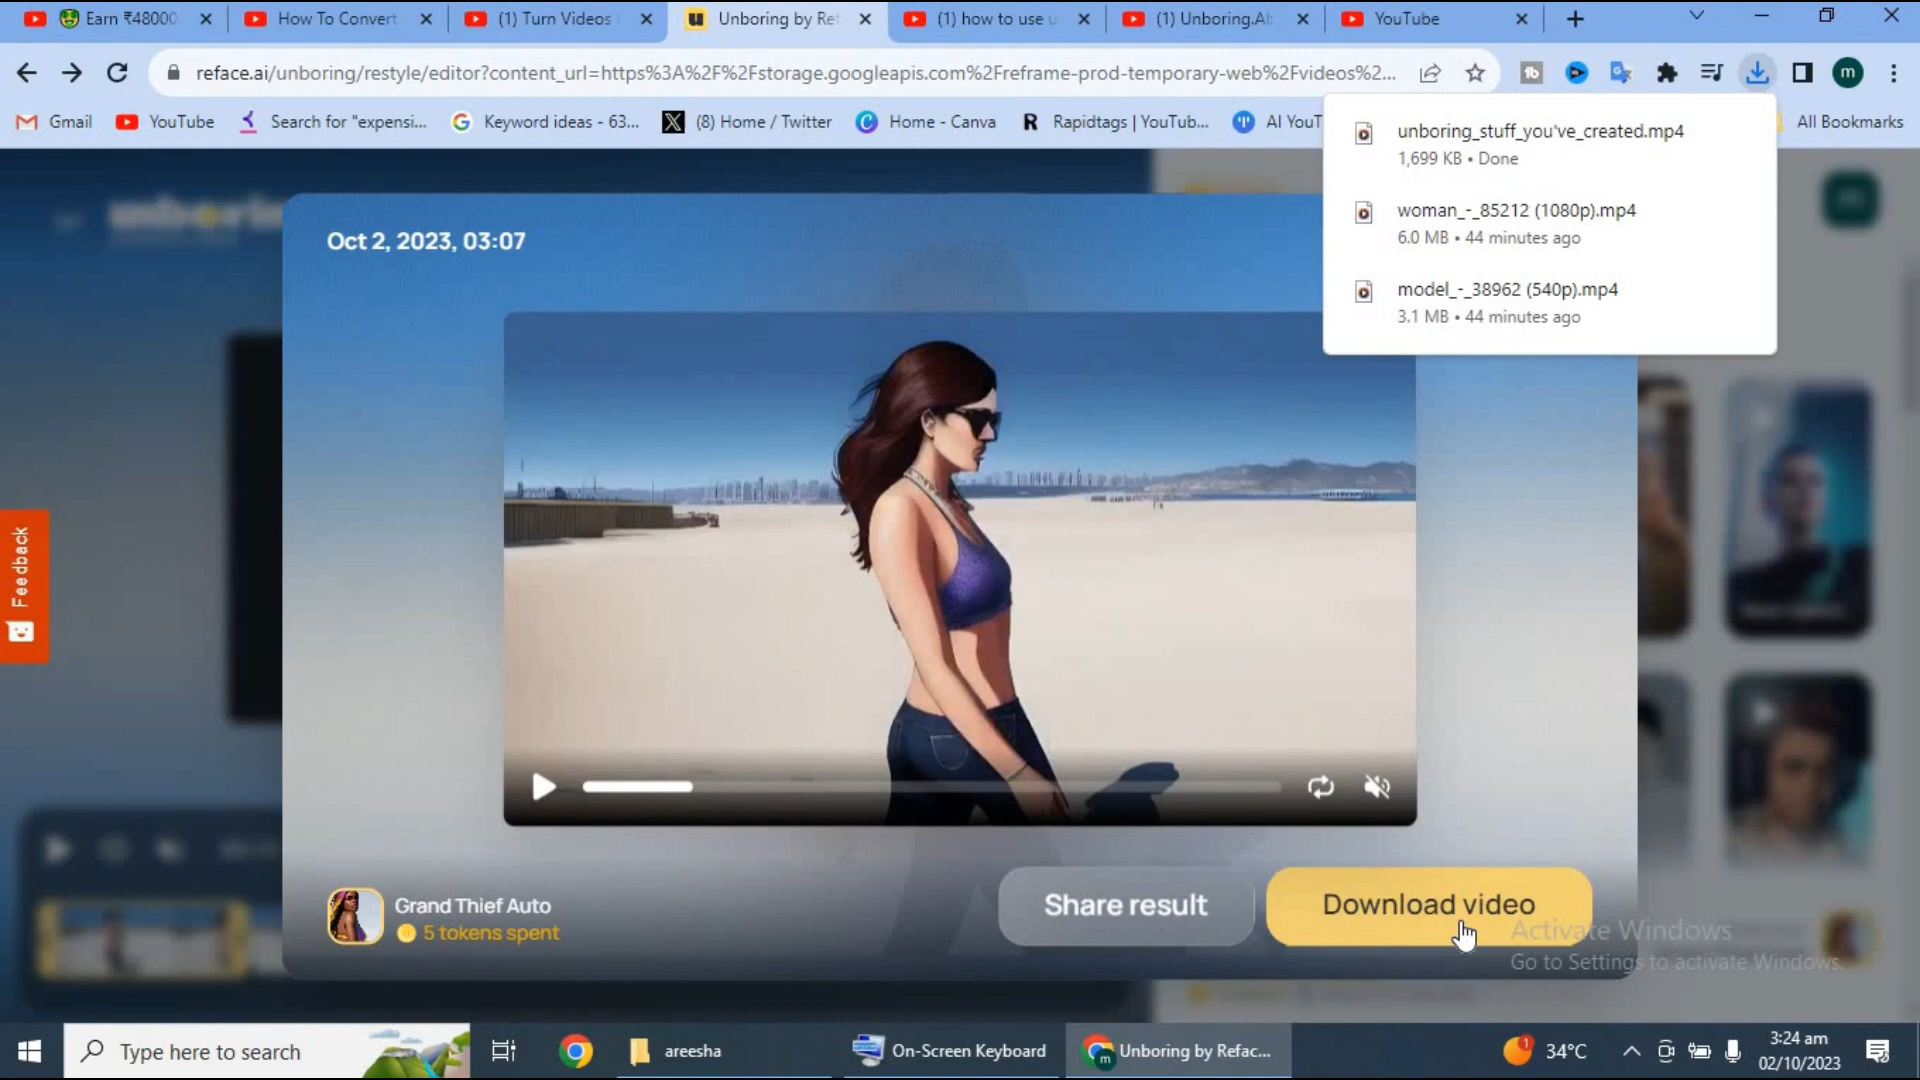 Earn ₹48000
How To Convert
(1) Turn Videos
Unboring by Ref
(1) how to use u
(1) Unboring.AI
YouTube
reface.ai/unboring/restyle/editor?content_url=https%3A%2F%2Fstorage.googleapis.com%2Freframe-prod-temporary-web%2Fvideos%2...
m
Gmail
YouTube
Search for "expensi...
Keyword ideas - 63...
(8) Home / Twitter
Home - Canva
Rapidtags | YouTub...
AI YouT
All Bookmarks
unboring_stuff_you've_created.mp4
1,699 KB • Done
woman_-_85212 (1080p).mp4
6.0 MB • 44 minutes ago
model_-_38962 (540p).mp4
3.1 MB • 44 minutes ago
Oct 2, 2023, 03:07
Feedback
Grand Thief Auto
5 tokens spent
Share result
Download video
Activate Windows
Go to Settings to activate Windows.
Type here to search
areesha
On-Screen Keyboard
Unboring by Refac...
1
34°C
3:24 am
02/10/2023